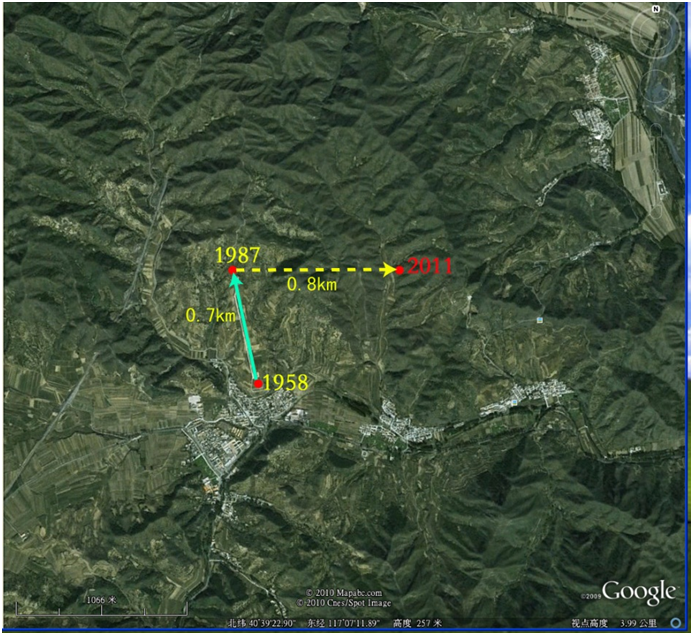 N
1987
2011
0.8km
0.7km
1958
© 2010 Mapabc.com
© 2010 Cnes/Spot Image
©2009 Google
1066 米
北纬 40°39'22.90" 东经 117°07'11.89" 高度 257 米
视点高度 3.99 公里